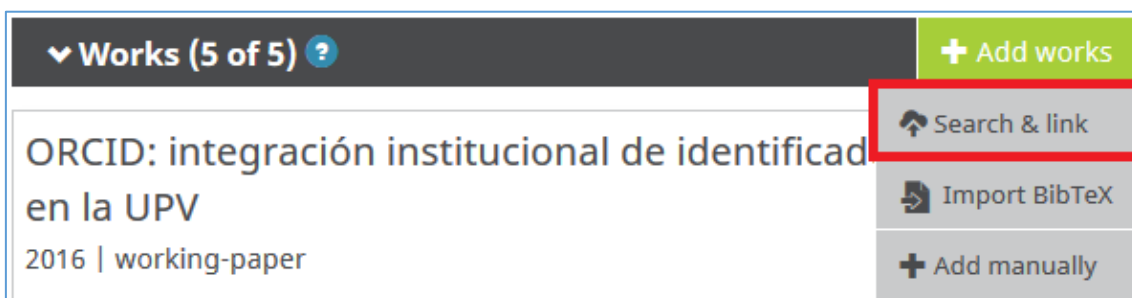 Works (5 of 5) ?
+ Add works
Search & link
ORCID: integración institucional de
en la UPV
Import BibTeX
2016 | working-paper
+ Add manually